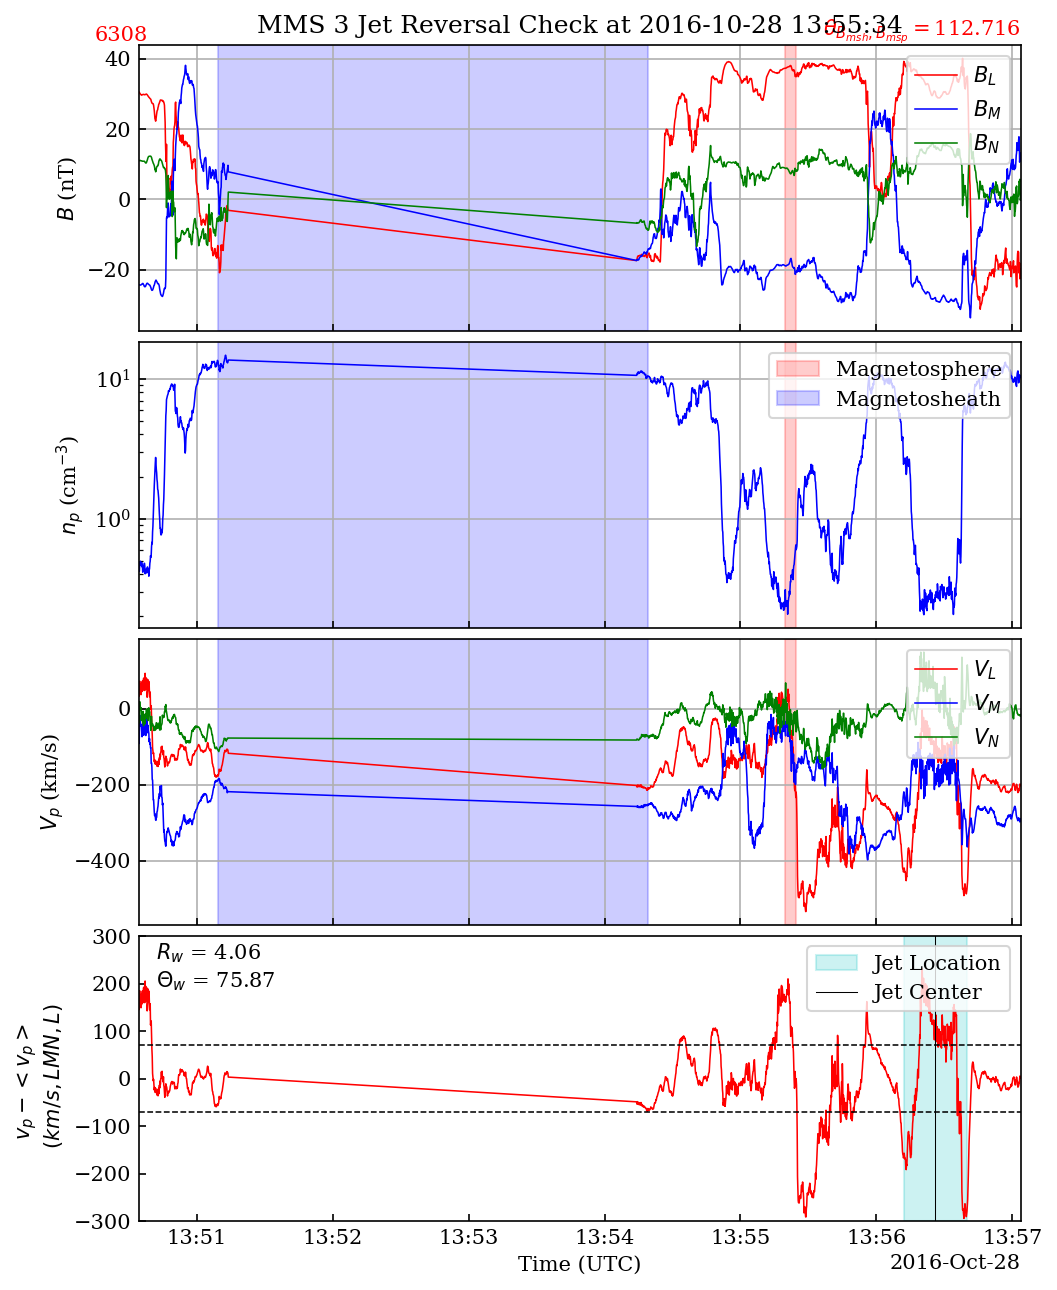 MMS 3 Jet Reversal Check at 2016-10-28 13:55:34
6308
θ_{B_{msh}, B_{msp}} = 112.716
40
20
0
−20
B (nT)
B_L
B_M
B_N
10¹
10⁰
n_p (cm⁻³)
Magnetosphere
Magnetosheath
0
−200
−400
V_p (km/s)
V_L
V_M
V_N
300
200
100
0
−100
−200
−300
v_p − < v_p >
(km/s, LMN, L)
R_w = 4.06
Θ_w = 75.87
Jet Location
Jet Center
13:51 13:52 13:53 13:54 13:55 13:56 13:57
Time (UTC)
2016-Oct-28